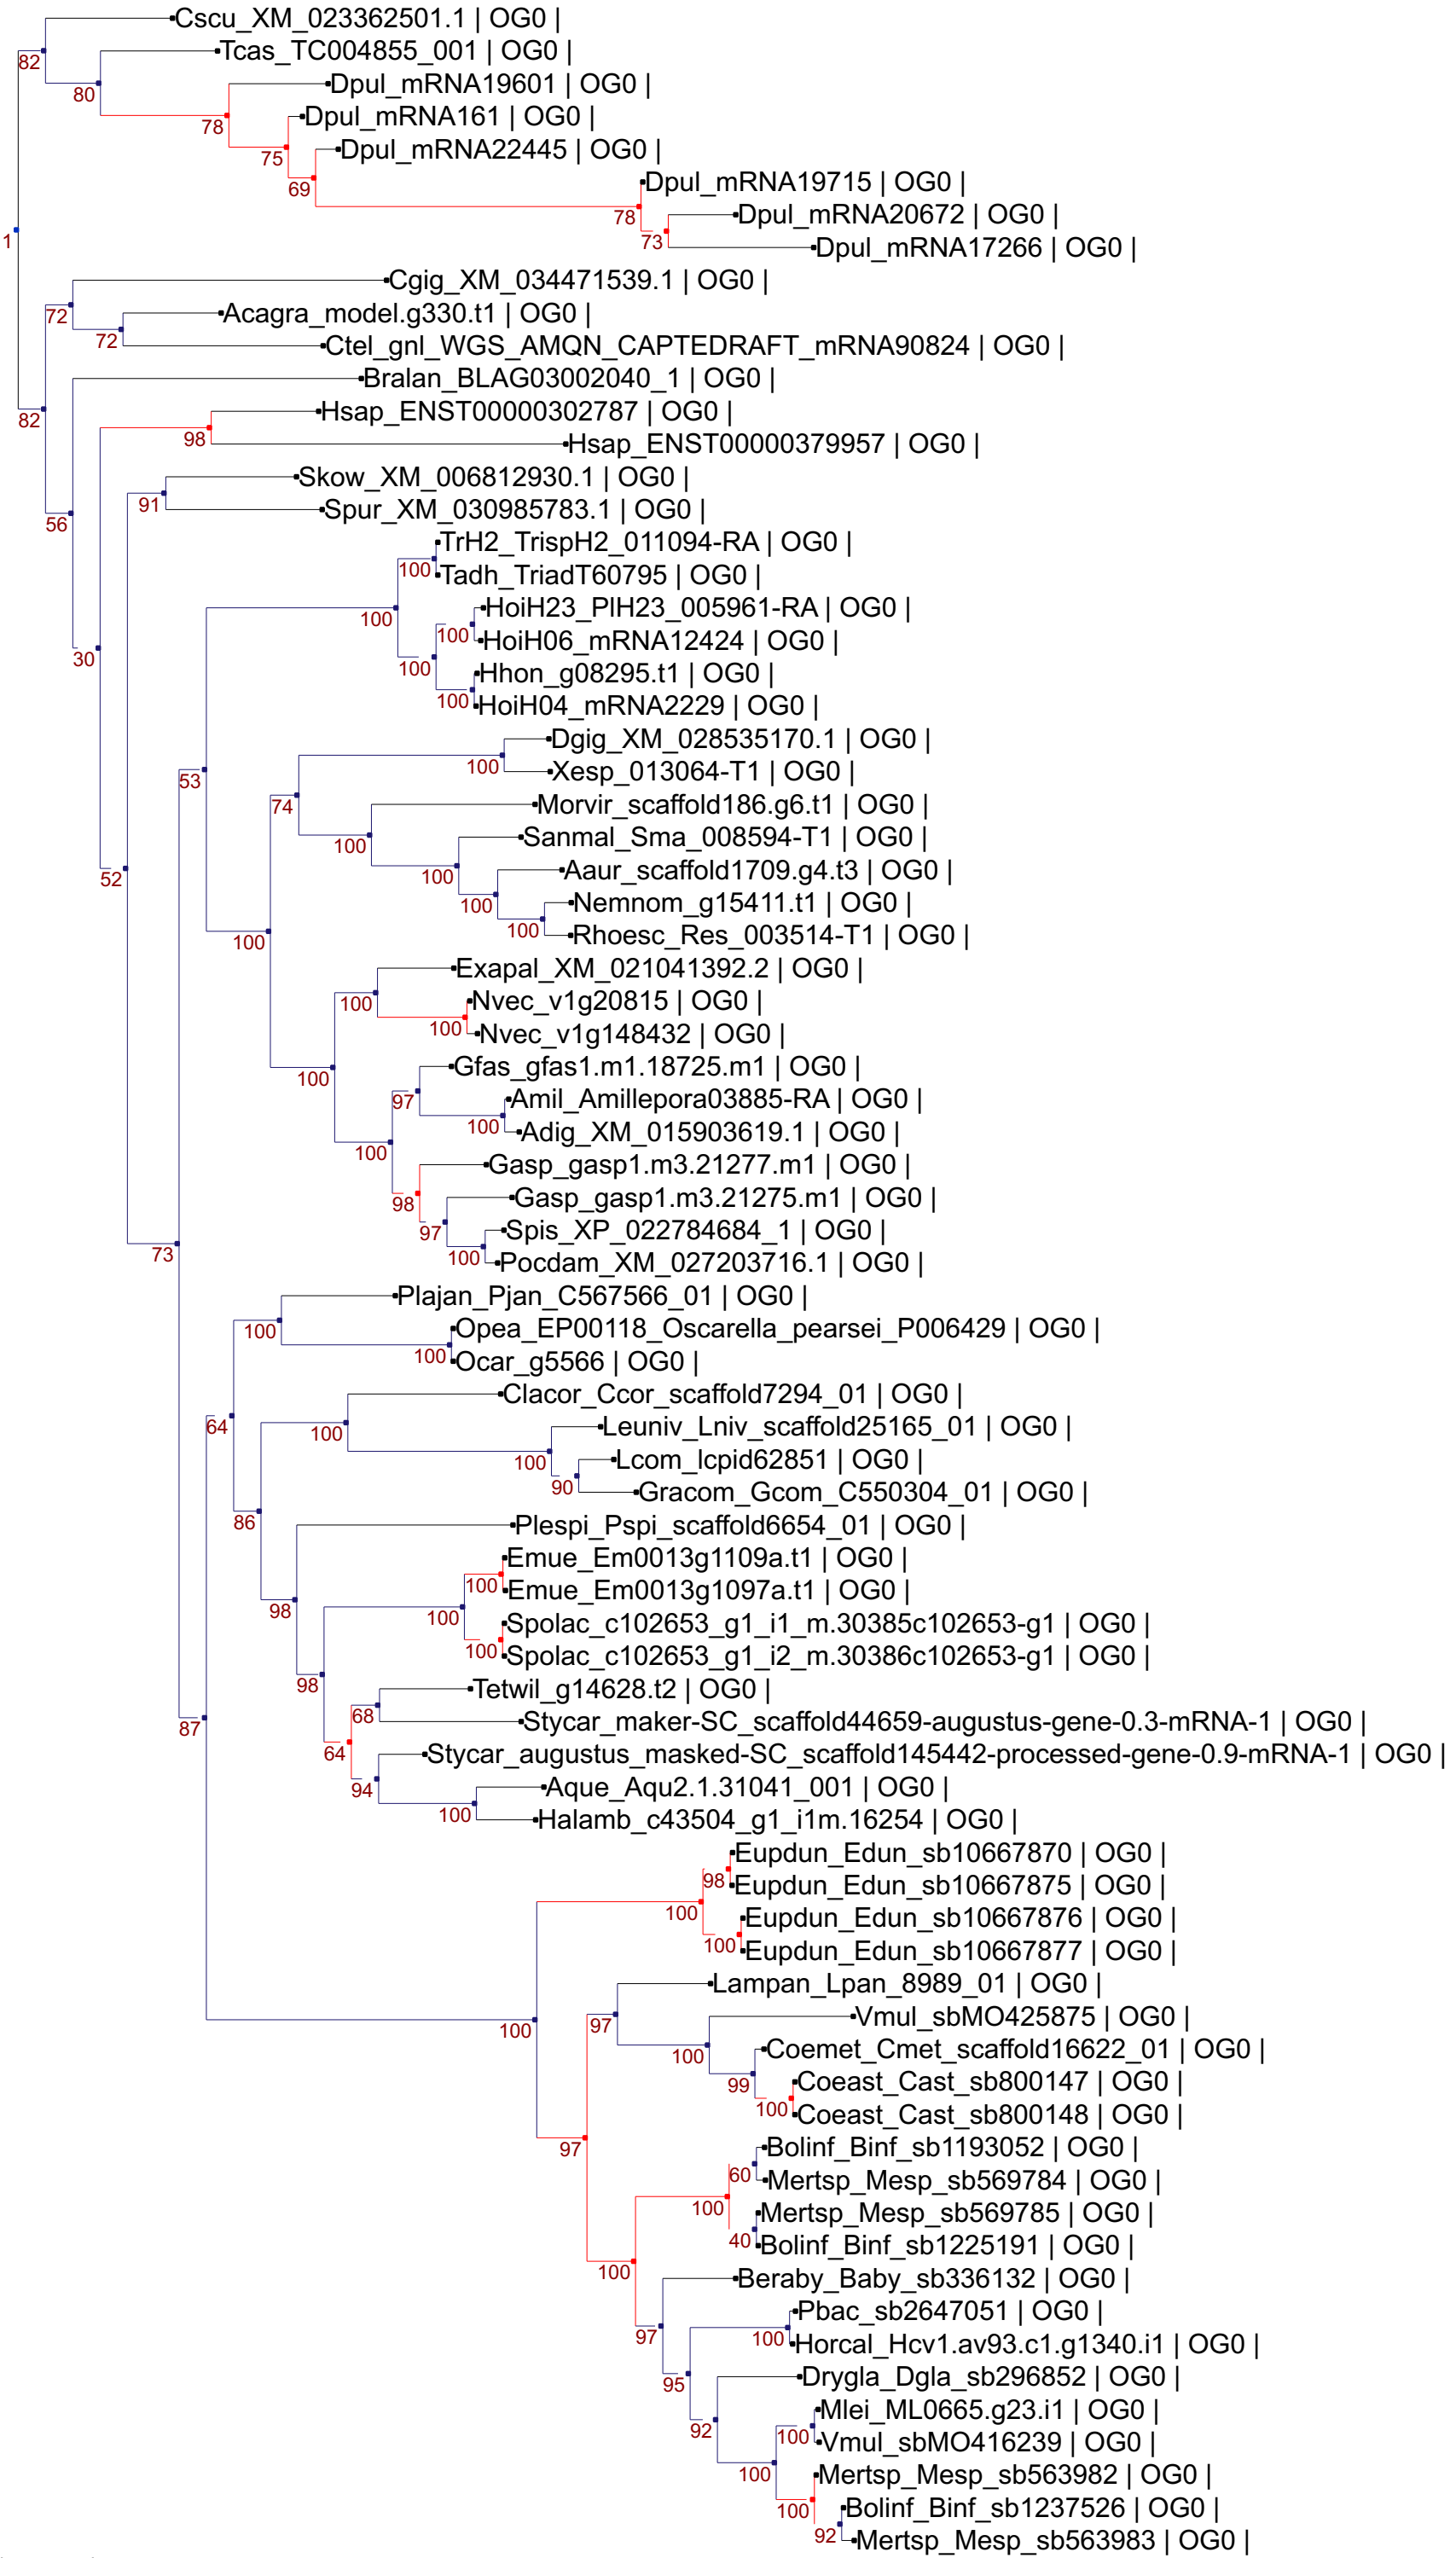 Cscu_XM_023362501.1 | OG0 |
82
Tcas_TC004855_001 | OG0 |
80
Dpul_mRNA19601 | OG0 |
78
Dpul_mRNA161 | OG0 |
75
Dpul_mRNA22445 | OG0 |
69
Dpul_mRNA19715 | OG0 |
78
Dpul_mRNA20672 | OG0 |
73
Dpul_mRNA17266 | OG0 |
1
Cgig_XM_034471539.1 | OG0 |
72
Acagra_model.g330.t1 | OG0 |
72
Ctel_gnl_WGS_AMQN_CAPTEDRAFT_mRNA90824 | OG0 |
Bralan_BLAG03002040_1 | OG0 |
82
Hsap_ENST00000302787 | OG0 |
98
Hsap_ENST00000379957 | OG0 |
Skow_XM_006812930.1 | OG0 |
91
Spur_XM_030985783.1 | OG0 |
56
TrH2_TrispH2_011094-RA | OG0 |
100
Tadh_TriadT60795 | OG0 |
100
HoiH23_PlH23_005961-RA | OG0 |
100
HoiH06_mRNA12424 | OG0 |
30
100
Hhon_g08295.t1 | OG0 |
100
HoiH04_mRNA2229 | OG0 |
Dgig_XM_028535170.1 | OG0 |
100
Xesp_013064-T1 | OG0 |
53
74
Morvir_scaffold186.g6.t1 | OG0 |
100
Sanmal_Sma_008594-T1 | OG0 |
100
Aaur_scaffold1709.g4.t3 | OG0 |
52
100
Nemnom_g15411.t1 | OG0 |
100
Rhoesc_Res_003514-T1 | OG0 |
100
Exapal_XM_021041392.2 | OG0 |
100
Nvec_v1g20815 | OG0 |
100
Nvec_v1g148432 | OG0 |
Gfas_gfas1.m1.18725.m1 | OG0 |
100
97
Amil_Amillepora03885-RA | OG0 |
100
Adig_XM_015903619.1 | OG0 |
100
Gasp_gasp1.m3.21277.m1 | OG0 |
98
Gasp_gasp1.m3.21275.m1 | OG0 |
97
Spis_XP_022784684_1 | OG0 |
73
100
Pocdam_XM_027203716.1 | OG0 |
Plajan_Pjan_C567566_01 | OG0 |
100
Opea_EP00118_Oscarella_pearsei_P006429 | OG0 |
100
Ocar_g5566 | OG0 |
Clacor_Ccor_scaffold7294_01 | OG0 |
64
100
Leuniv_Lniv_scaffold25165_01 | OG0 |
100
Lcom_lcpid62851 | OG0 |
90
Gracom_Gcom_C550304_01 | OG0 |
86
Plespi_Pspi_scaffold6654_01 | OG0 |
Emue_Em0013g1109a.t1 | OG0 |
100
Emue_Em0013g1097a.t1 | OG0 |
98
100
Spolac_c102653_g1_i1_m.30385c102653-g1 | OG0 |
100
Spolac_c102653_g1_i2_m.30386c102653-g1 | OG0 |
98
Tetwil_g14628.t2 | OG0 |
68
Stycar_maker-SC_scaffold44659-augustus-gene-0.3-mRNA-1 | OG0 |
87
64
Stycar_augustus_masked-SC_scaffold145442-processed-gene-0.9-mRNA-1 | OG0 |
94
Aque_Aqu2.1.31041_001 | OG0 |
100
Halamb_c43504_g1_i1m.16254 | OG0 |
Eupdun_Edun_sb10667870 | OG0 |
98
Eupdun_Edun_sb10667875 | OG0 |
100
Eupdun_Edun_sb10667876 | OG0 |
100
Eupdun_Edun_sb10667877 | OG0 |
Lampan_Lpan_8989_01 | OG0 |
100
97
Vmul_sbMO425875 | OG0 |
100
Coemet_Cmet_scaffold16622_01 | OG0 |
99
Coeast_Cast_sb800147 | OG0 |
100
Coeast_Cast_sb800148 | OG0 |
97
Bolinf_Binf_sb1193052 | OG0 |
60
Mertsp_Mesp_sb569784 | OG0 |
100
Mertsp_Mesp_sb569785 | OG0 |
40
Bolinf_Binf_sb1225191 | OG0 |
100
Beraby_Baby_sb336132 | OG0 |
Pbac_sb2647051 | OG0 |
97
100
Horcal_Hcv1.av93.c1.g1340.i1 | OG0 |
95
Drygla_Dgla_sb296852 | OG0 |
Mlei_ML0665.g23.i1 | OG0 |
92
100
Vmul_sbMO416239 | OG0 |
100
Mertsp_Mesp_sb563982 | OG0 |
100
Bolinf_Binf_sb1237526 | OG0 |
92
Mertsp_Mesp_sb563983 | OG0 |